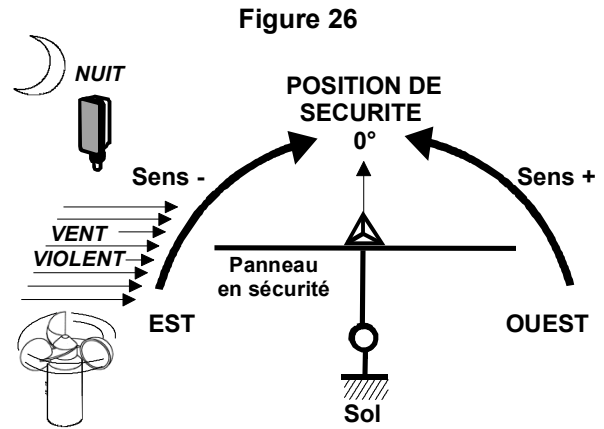 Figure 26
NUIT
POSITION DE
SECURITE
0°
Sens -
Sens +
VENT
VIOLENT
Panneau
en sécurité
EST
OUEST
Sol